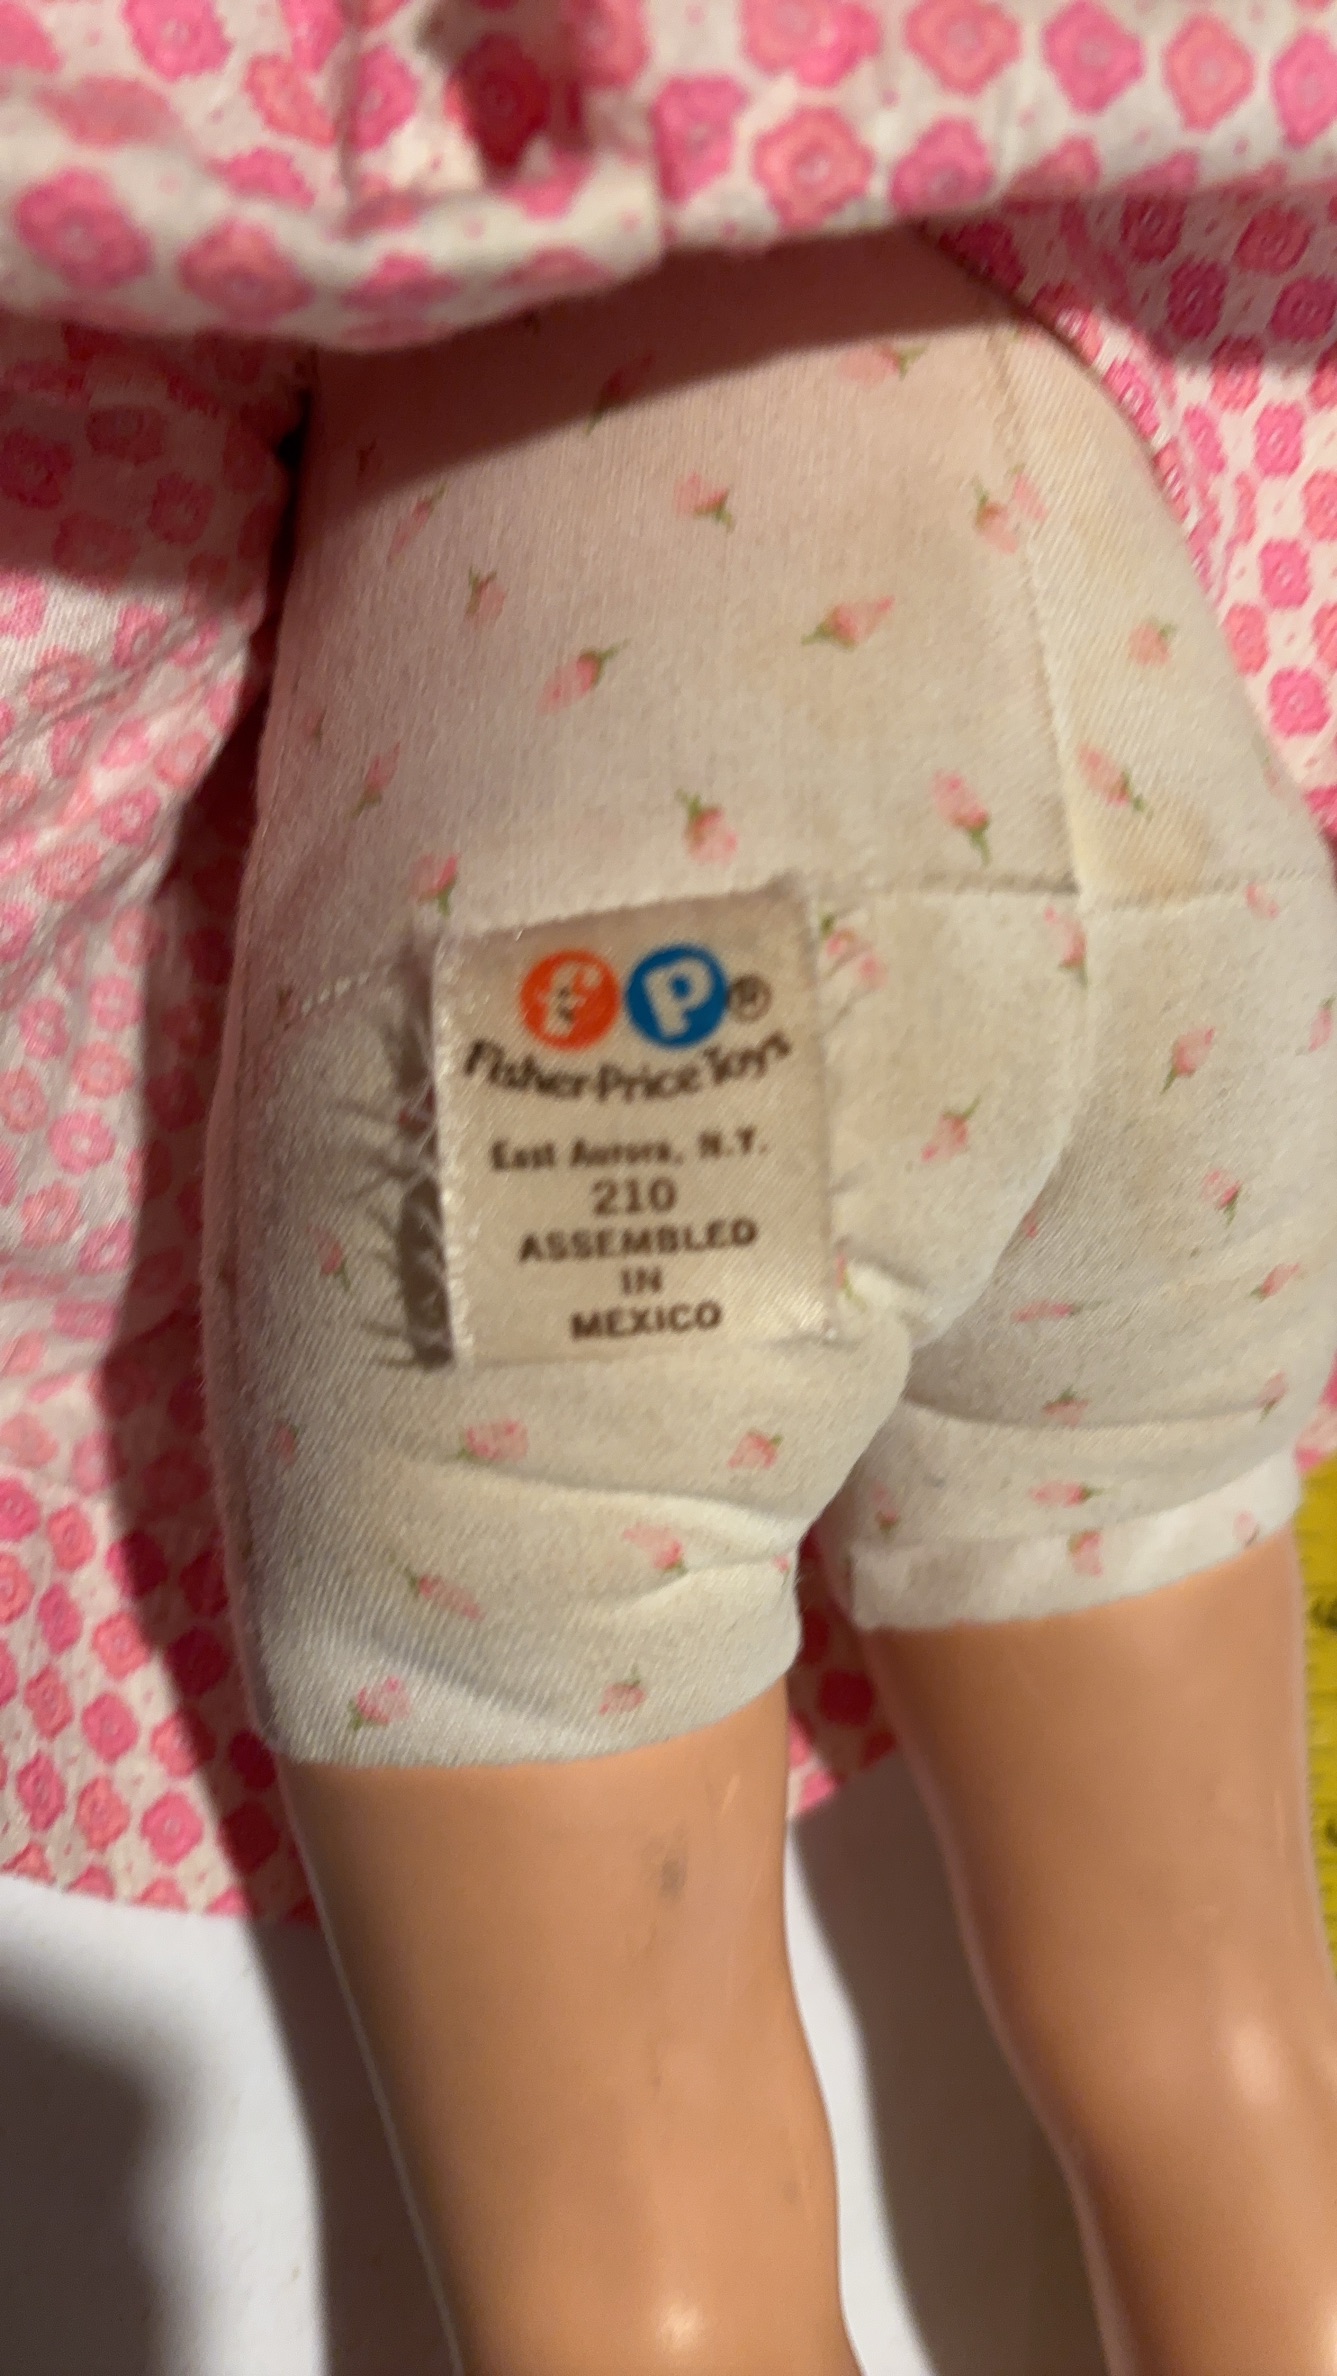 fP®
Fisher-Price Toys
East Aurora, N.Y.
210
ASSEMBLED
IN
MEXICO